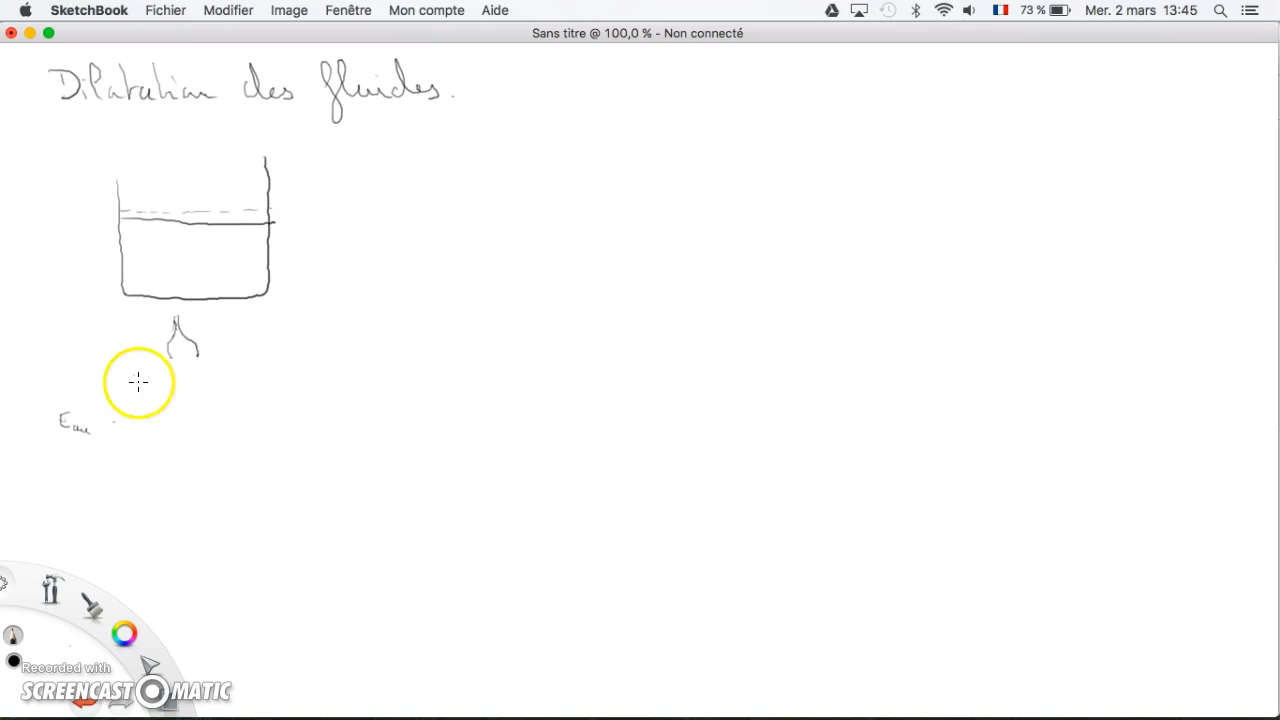 SketchBook Fichier Modifier Image Fenêtre Mon compte Aide 73 % Mer. 2 mars 13:45
Sans titre @ 100,0 % - Non connecté
Dilatation des fluides.
Eau
Recorded with
SCREENCAST MATIC